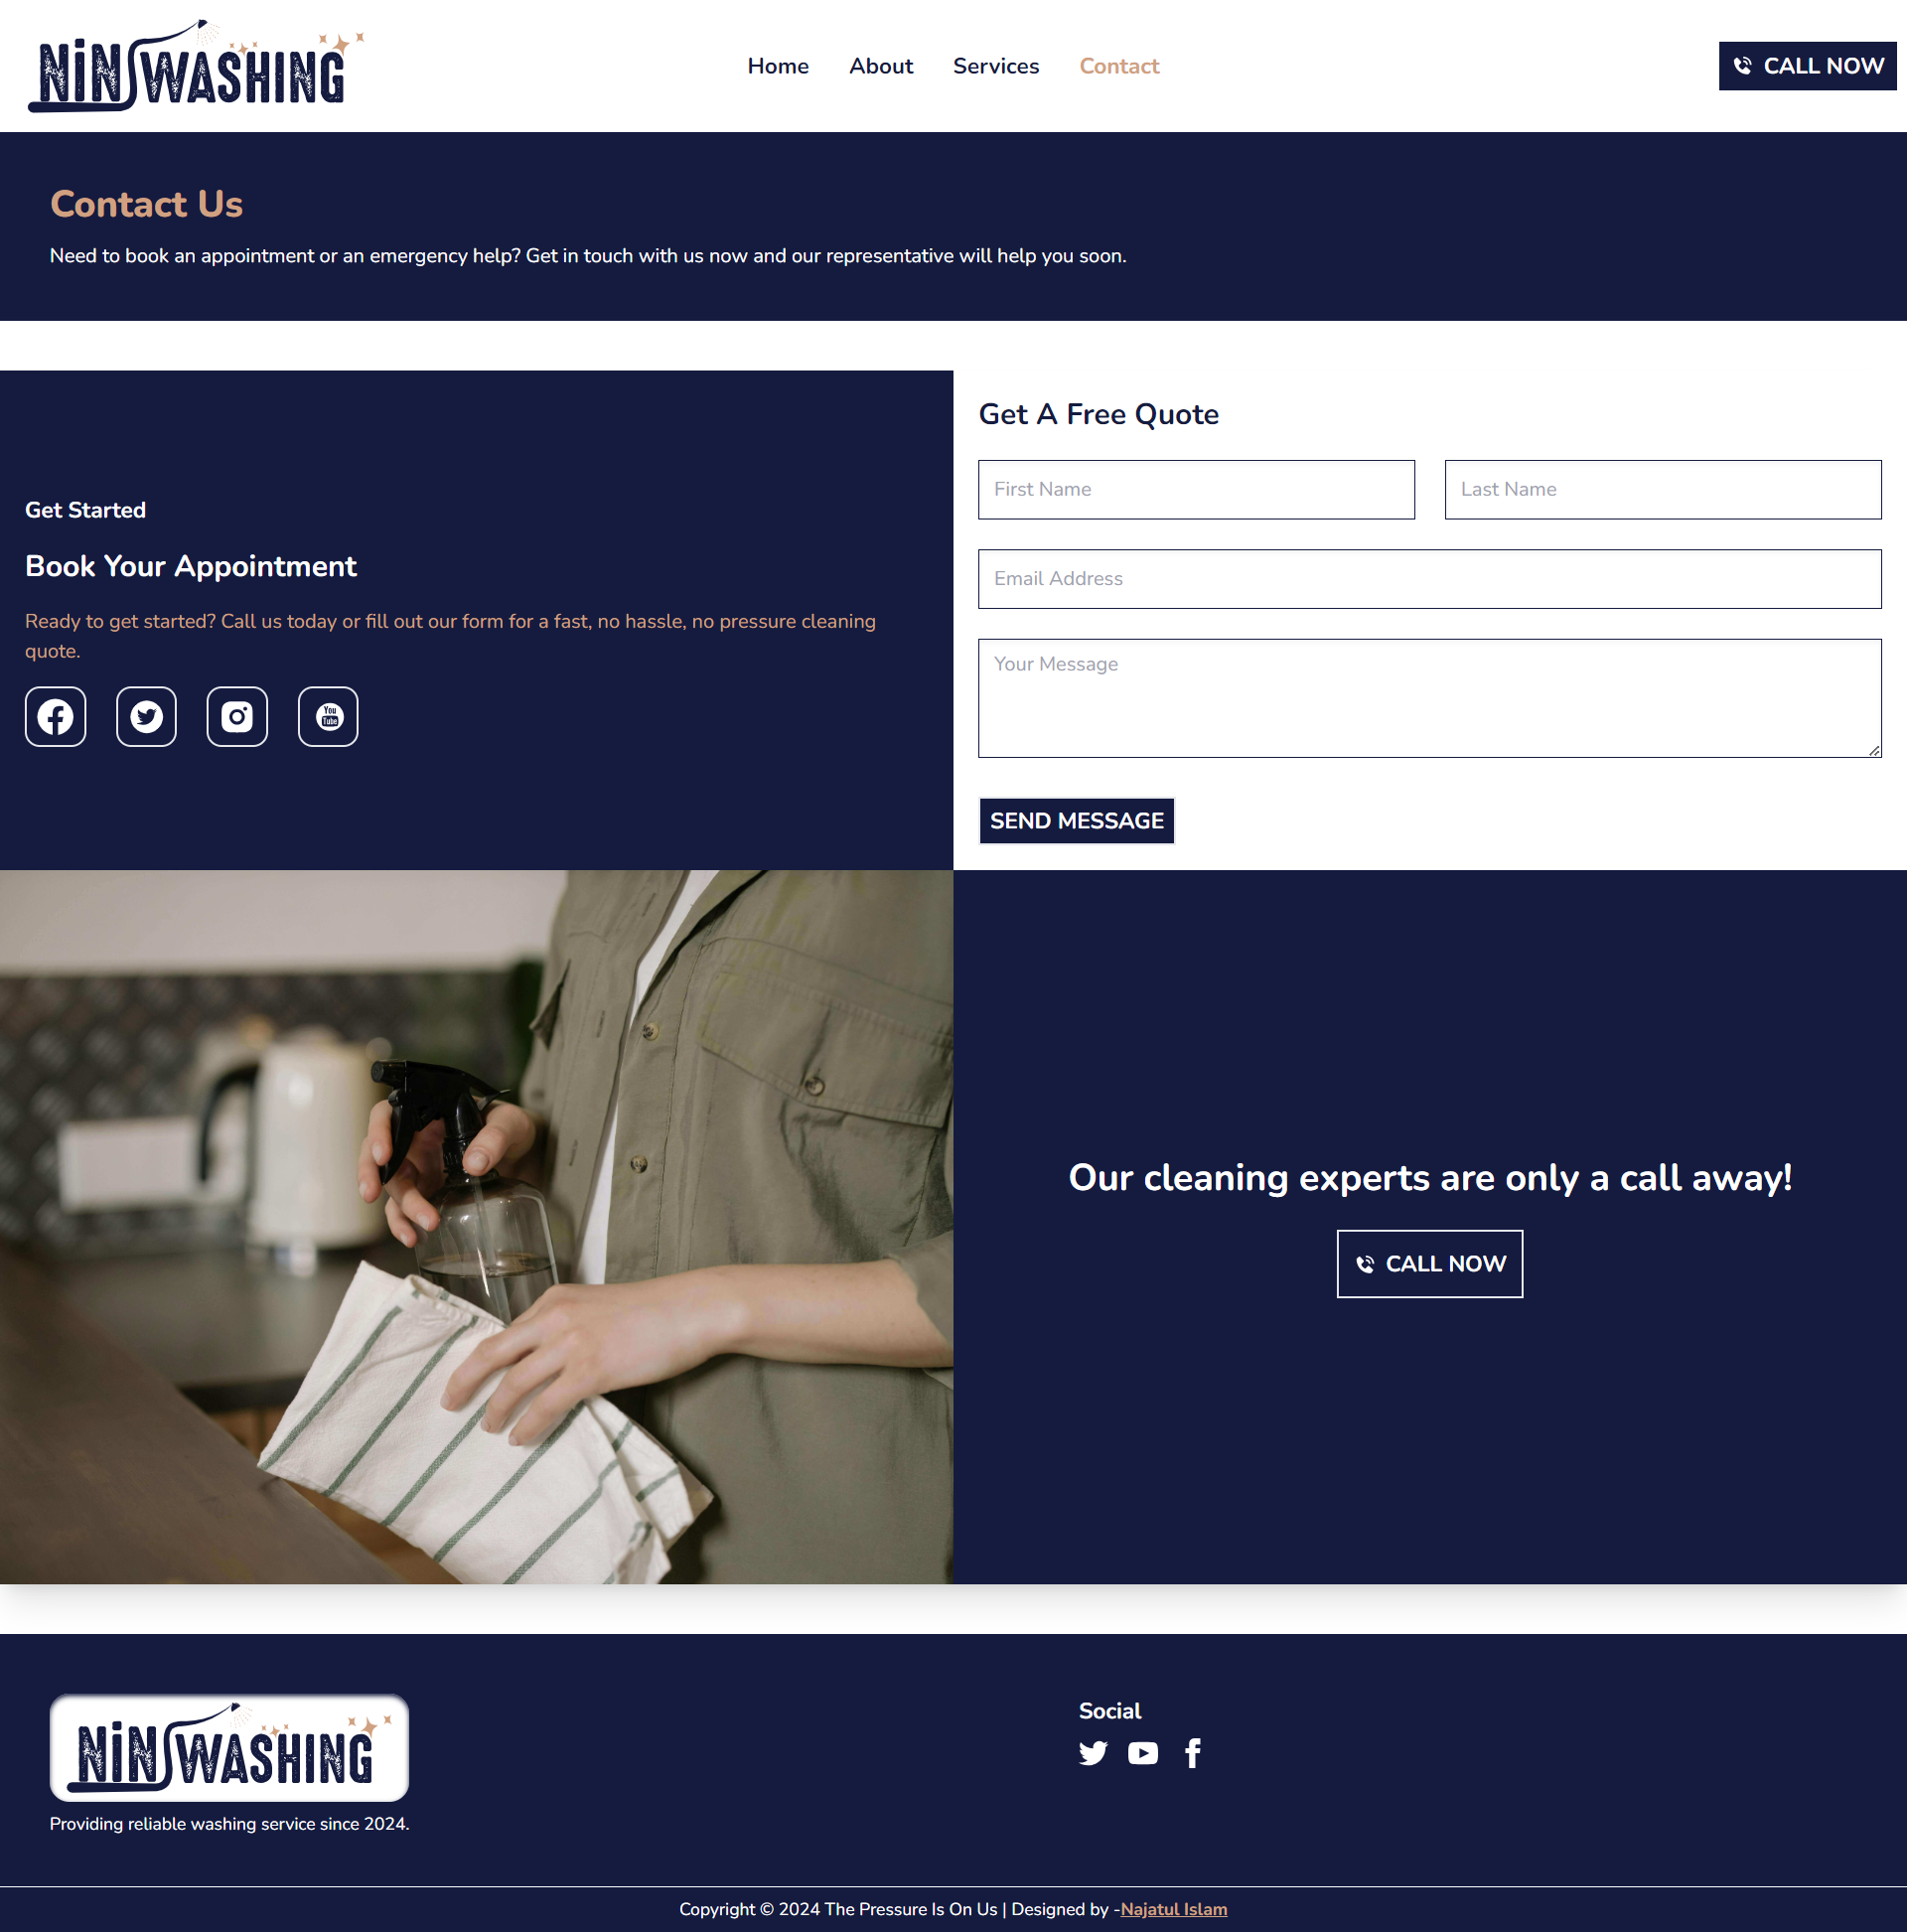 NINJWASHING
Home
About
Services
Contact
CALL NOW
Contact Us
Need to book an appointment or an emergency help? Get in touch with us now and our representative will help you soon.
Get Started
Book Your Appointment
Ready to get started? Call us today or fill out our form for a fast, no hassle, no pressure cleaning
quote.
You
Tube
Get A Free Quote
First Name
Last Name
Email Address
Your Message
SEND MESSAGE
Our cleaning experts are only a call away!
CALL NOW
NINJWASHING
Providing reliable washing service since 2024.
Social
Copyright © 2024 The Pressure Is On Us | Designed by -Najatul Islam